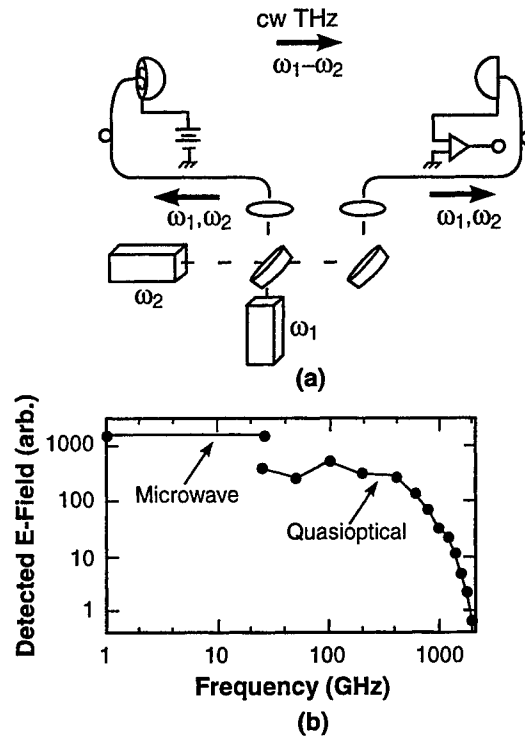 cw THz
ω₁–ω₂
ω₁,ω₂
ω₁,ω₂
ω₂
ω₁
(a)
Detected E-Field (arb.)
1000
100
10
1
Microwave
Quasioptical
1 10 100 1000
Frequency (GHz)
(b)